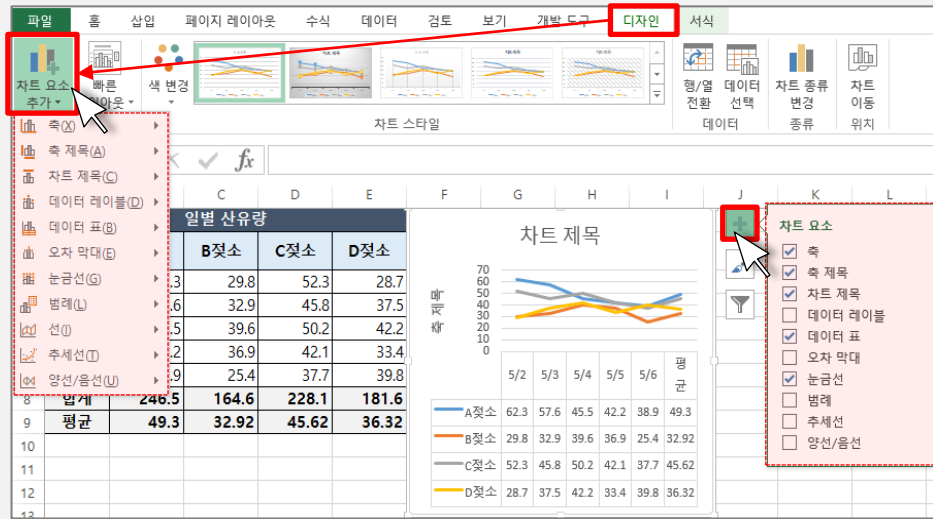 파일 홈 삽입 페이지 레이아웃 수식 데이터 검토 보기 개발 도구 디자인 서식
차트 요소 추가
빠른
색 변경
행/열 전환
데이터 선택
차트 종류 변경
차트 이동
차트 스타일
데이터
종류
위치
축(X)
축 제목(A)
차트 제목(C)
데이터 레이블(D)
데이터 표(B)
오차 막대(E)
눈금선(G)
범례(L)
선(I)
추세선(T)
양선/음선(U)
fx
C D E F G H I J K L
일별 산유량
B젖소 C젖소 D젖소
.3 29.8 52.3 28.7
.6 32.9 45.8 37.5
.5 39.6 50.2 42.2
.2 36.9 42.1 33.4
.9 25.4 37.7 39.8
8 합계 246.5 164.6 228.1 181.6
9 평균 49.3 32.92 45.62 36.32
10
11
12
13
차트 제목
축 제목
70
60
50
40
30
20
10
0
5/2 5/3 5/4 5/5 5/6 평균
A젖소 62.3 57.6 45.5 42.2 38.9 49.3
B젖소 29.8 32.9 39.6 36.9 25.4 32.92
C젖소 52.3 45.8 50.2 42.1 37.7 45.62
D젖소 28.7 37.5 42.2 33.4 39.8 36.32
차트 요소
축
축 제목
차트 제목
데이터 레이블
데이터 표
오차 막대
눈금선
범례
추세선
양선/음선